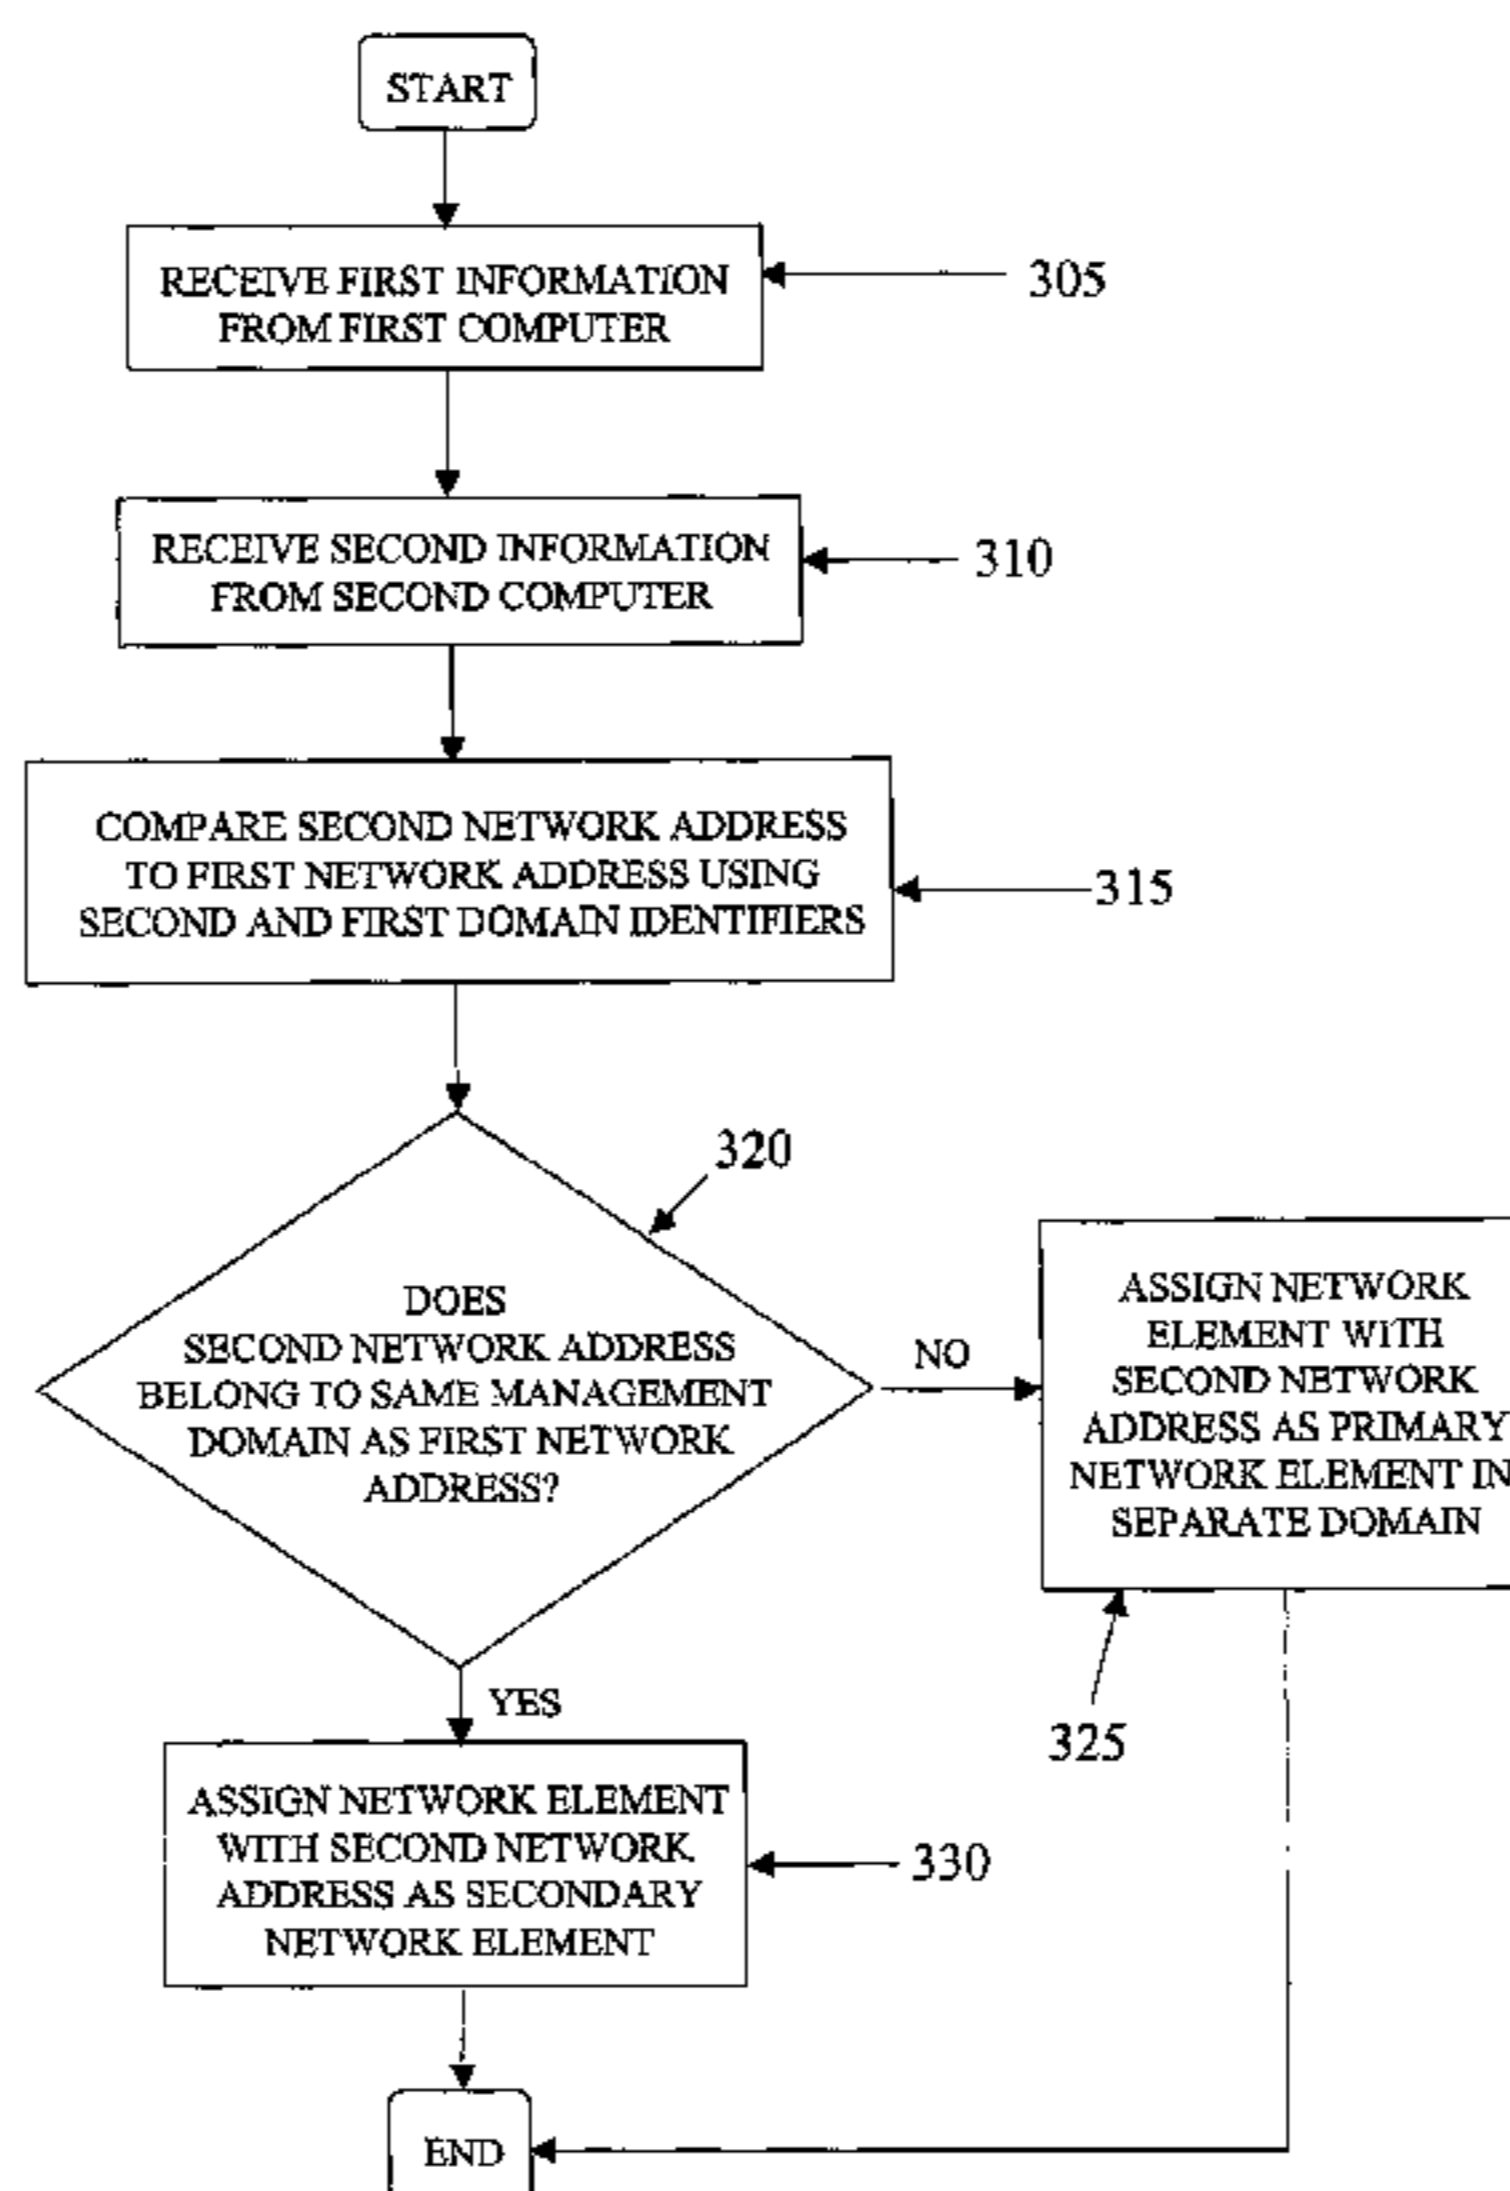 START
RECEIVE FIRST INFORMATION
FROM FIRST COMPUTER
305
RECEIVE SECOND INFORMATION
FROM SECOND COMPUTER
310
COMPARE SECOND NETWORK ADDRESS
TO FIRST NETWORK ADDRESS USING
SECOND AND FIRST DOMAIN IDENTIFIERS
315
320
DOES
SECOND NETWORK ADDRESS
BELONG TO SAME MANAGEMENT
DOMAIN AS FIRST NETWORK
ADDRESS?
NO
ASSIGN NETWORK
ELEMENT WITH
SECOND NETWORK
ADDRESS AS PRIMARY
NETWORK ELEMENT IN
SEPARATE DOMAIN
325
YES
ASSIGN NETWORK ELEMENT
WITH SECOND NETWORK
ADDRESS AS SECONDARY
NETWORK ELEMENT
330
END